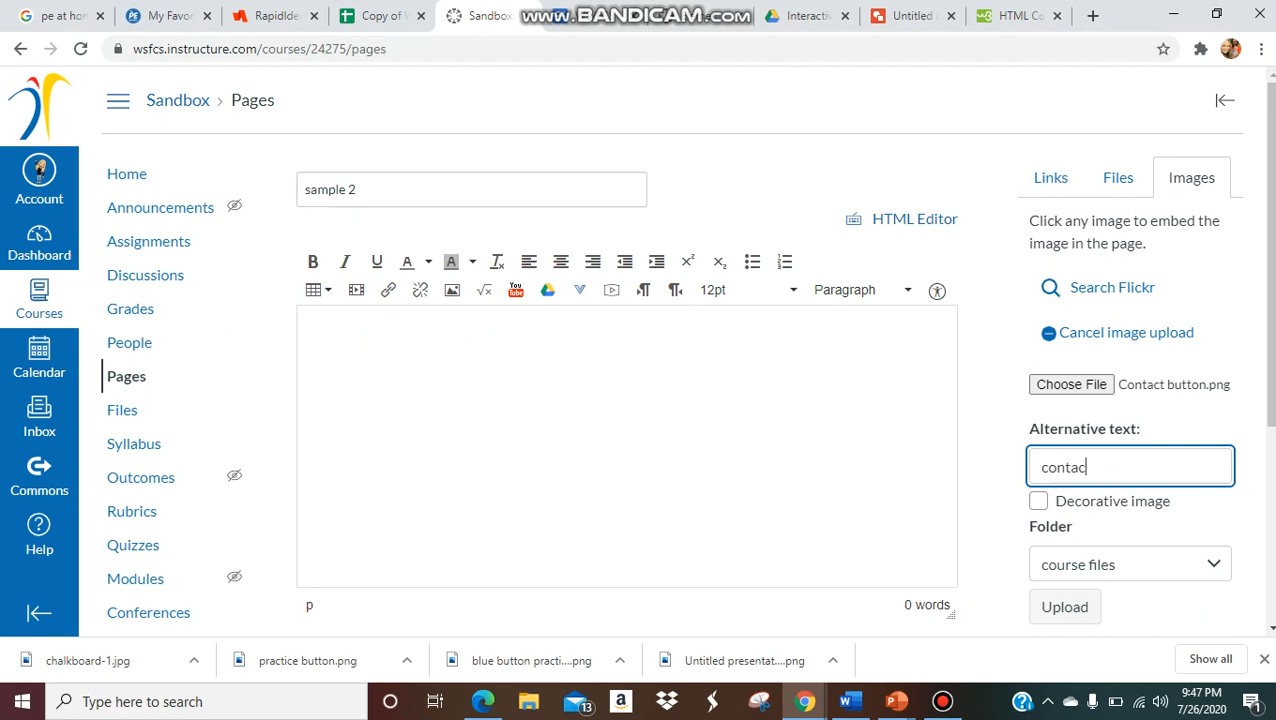 pe at hom
My Favor
RapidIde
Copy of V
Sandbox
www.BANDICAM.com
Interacti
Untitled
HTML Co
wsfcs.instructure.com/courses/24275/pages
Sandbox › Pages
Account
Dashboard
Courses
Calendar
Inbox
13
Commons
Help
Home
Announcements
Assignments
Discussions
Grades
People
Pages
Files
Syllabus
Outcomes
Rubrics
Quizzes
Modules
Conferences
sample 2
HTML Editor
12pt
Paragraph
p
0 words
Links
Files
Images
Click any image to embed the
image in the page.
Search Flickr
Cancel image upload
Choose File Contact button.png
Alternative text:
contac
Decorative image
Folder
course files
Upload
chalkboard-1.jpg
practice button.png
blue button practi....png
Untitled presentat....png
Show all
Type here to search
9:47 PM
7/26/2020